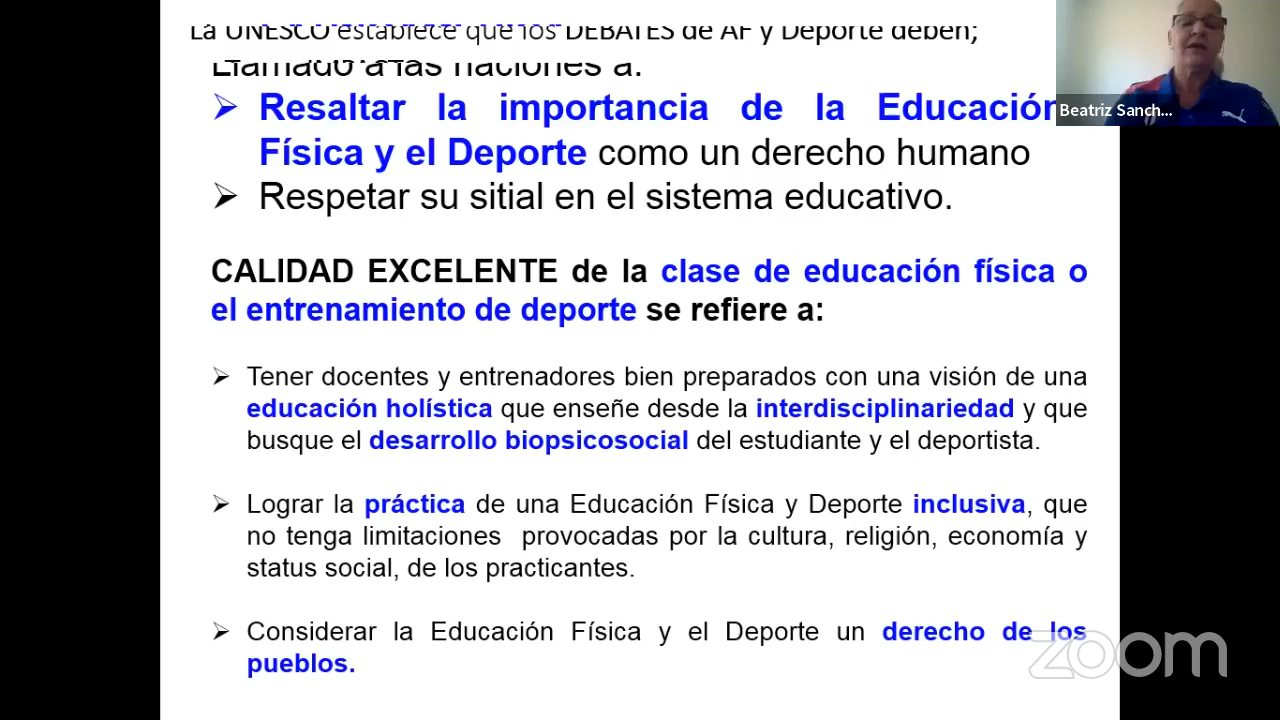 La UNESCO establece que los DEBATES de AF y Deporte deben;
Llamado a las naciones a:
➢ Resaltar la importancia de la Educación
Física y el Deporte como un derecho humano
➢ Respetar su sitial en el sistema educativo.
CALIDAD EXCELENTE de la clase de educación física o
el entrenamiento de deporte se refiere a:
➢ Tener docentes y entrenadores bien preparados con una visión de una
educación holística que enseñe desde la interdisciplinariedad y que
busque el desarrollo biopsicosocial del estudiante y el deportista.
➢ Lograr la práctica de una Educación Física y Deporte inclusiva, que
no tenga limitaciones provocadas por la cultura, religión, economía y
status social, de los practicantes.
➢ Considerar la Educación Física y el Deporte un derecho de los
pueblos.
Beatriz Sanch...
zoom